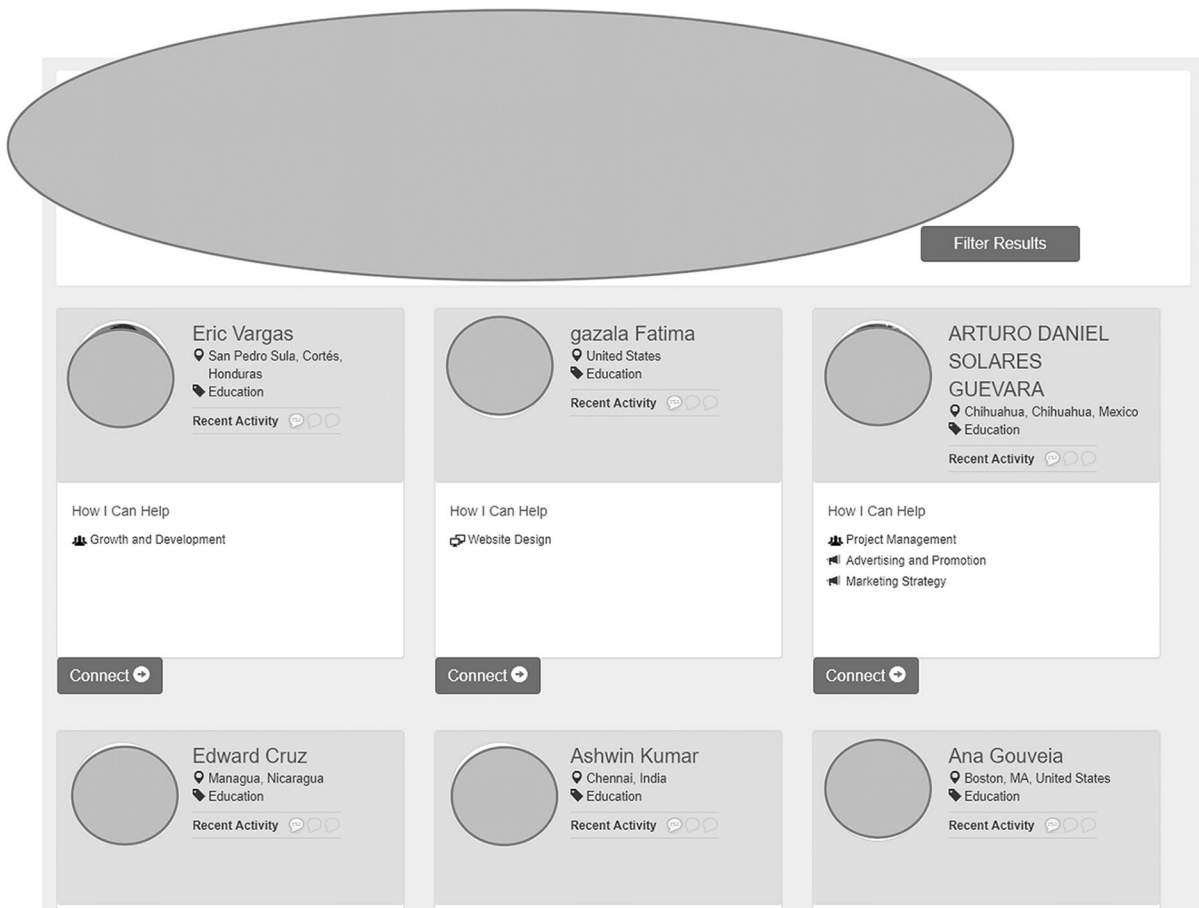 Filter Results
Eric Vargas
San Pedro Sula, Cortés,
Honduras
Education
Recent Activity
How I Can Help
Growth and Development
Connect
gazala Fatima
United States
Education
Recent Activity
How I Can Help
Website Design
Connect
ARTURO DANIEL
SOLARES
GUEVARA
Chihuahua, Chihuahua, Mexico
Education
Recent Activity
How I Can Help
Project Management
Advertising and Promotion
Marketing Strategy
Connect
Edward Cruz
Managua, Nicaragua
Education
Recent Activity
Ashwin Kumar
Chennai, India
Education
Recent Activity
Ana Gouveia
Boston, MA, United States
Education
Recent Activity